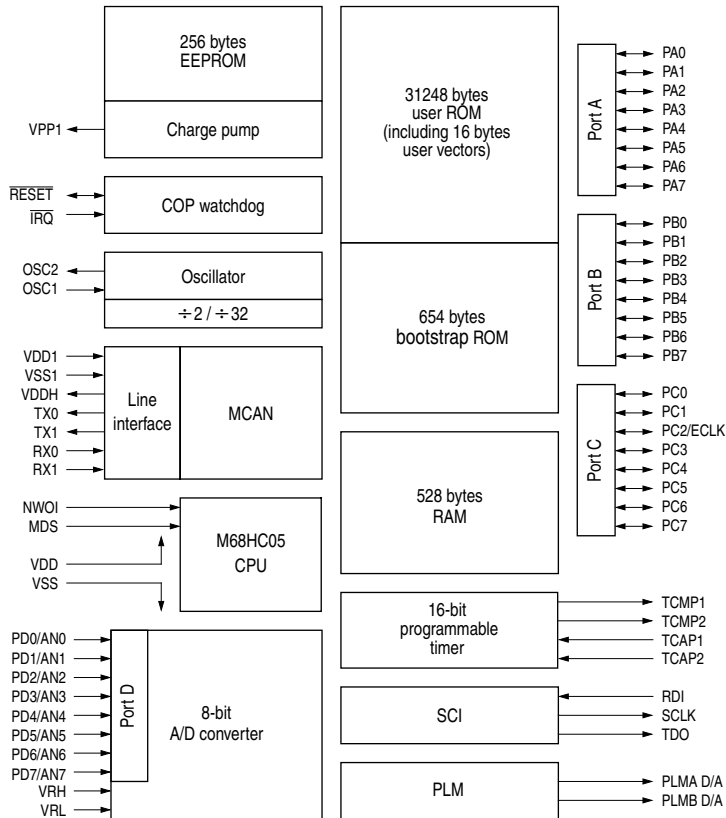 256 bytes
EEPROM
Charge pump
VPP1
RESET
IRQ
COP watchdog
OSC2
OSC1
Oscillator
÷2 / ÷32
VDD1
VSS1
VDDH
TX0
TX1
RX0
RX1
Line
interface
MCAN
NWOI
MDS
VDD
VSS
M68HC05
CPU
PD0/AN0
PD1/AN1
PD2/AN2
PD3/AN3
PD4/AN4
PD5/AN5
PD6/AN6
PD7/AN7
VRH
VRL
Port D
8-bit
A/D converter
31248 bytes
user ROM
(including 16 bytes
user vectors)
654 bytes
bootstrap ROM
528 bytes
RAM
16-bit
programmable
timer
SCI
PLM
Port A
PA0
PA1
PA2
PA3
PA4
PA5
PA6
PA7
Port B
PB0
PB1
PB2
PB3
PB4
PB5
PB6
PB7
Port C
PC0
PC1
PC2/ECLK
PC3
PC4
PC5
PC6
PC7
TCMP1
TCMP2
TCAP1
TCAP2
RDI
SCLK
TDO
PLMA D/A
PLMB D/A